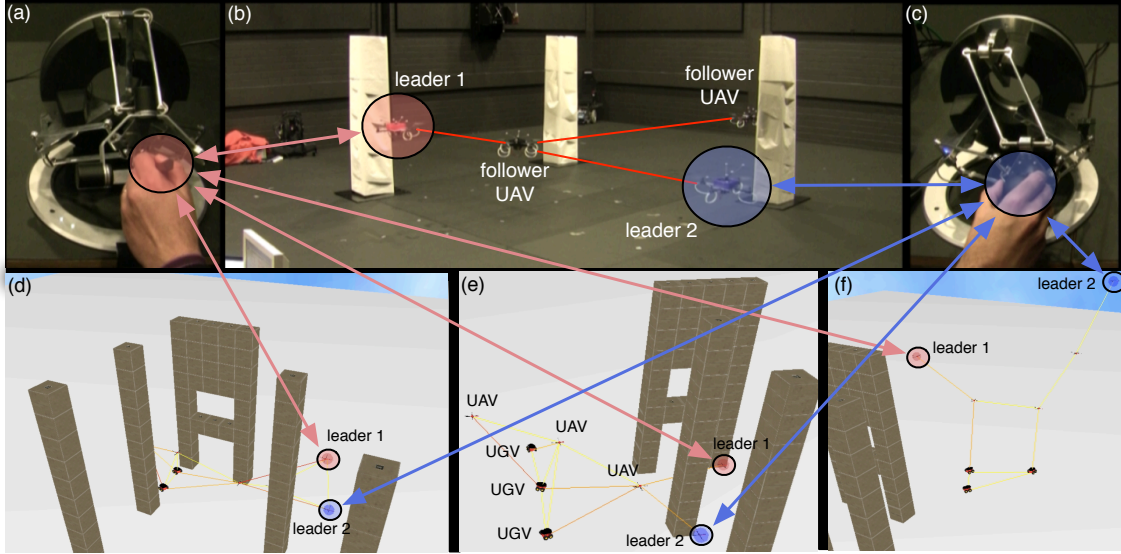 (a)
(b)
(c)
leader 1
follower
UAV
follower
UAV
leader 2
(d)
leader 1
leader 2
(e)
UAV
UAV
UGV
UAV
UGV
UGV
leader 1
leader 2
(f)
leader 2
leader 1